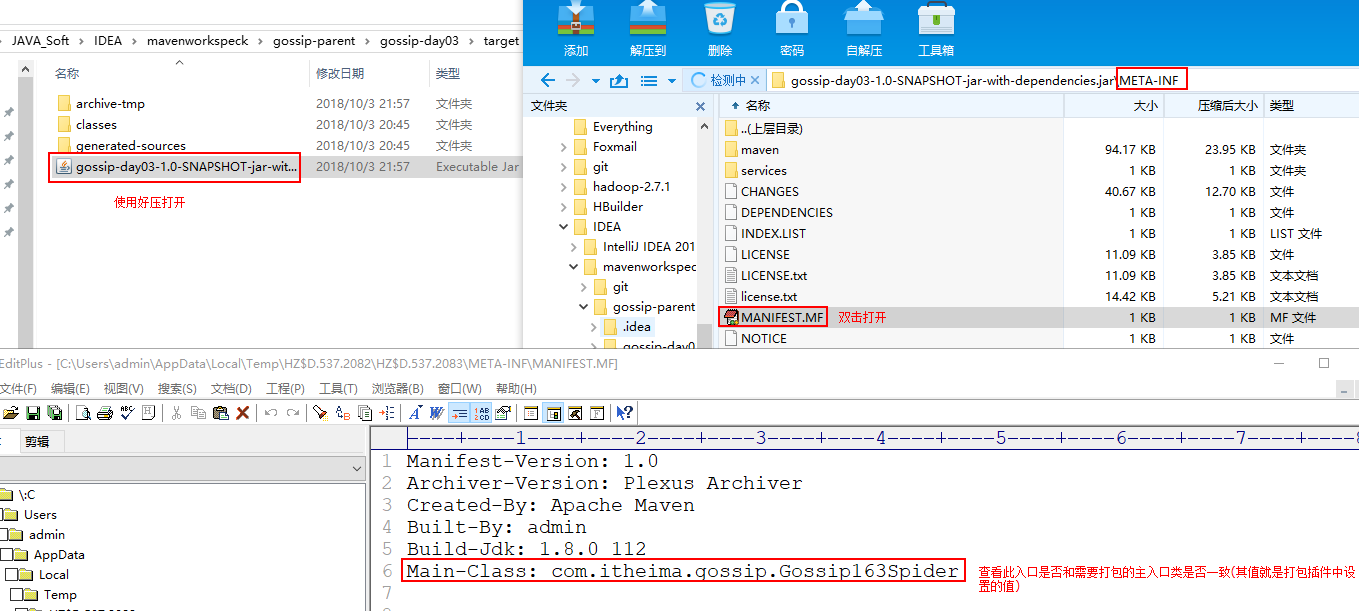 JAVA_Soft > IDEA > mavenworkspeck > gossip-parent > gossip-day03 > target
名称 修改日期 类型
archive-tmp 2018/10/3 21:57 文件夹
classes 2018/10/3 20:45 文件夹
generated-sources 2018/10/3 20:45 文件夹
gossip-day03-1.0-SNAPSHOT-jar-wit... 2018/10/3 21:57 Executable Jar
使用好压打开
添加 解压到 删除 密码 自解压 工具箱
检测中 gossip-day03-1.0-SNAPSHOT-jar-with-dependencies.jar\META-INF
文件夹
Everything
Foxmail
git
hadoop-2.7.1
HBuilder
IDEA
IntelliJ IDEA 201
mavenworkspec
git
gossip-parent
.idea
gossip-day0
名称 大小 压缩后大小 类型
..(上层目录)
maven 94.17 KB 23.95 KB 文件夹
services 1 KB 1 KB 文件夹
CHANGES 40.67 KB 12.70 KB 文件
DEPENDENCIES 1 KB 1 KB 文件
INDEX.LIST 1 KB 1 KB LIST 文件
LICENSE 11.09 KB 3.85 KB 文件
LICENSE.txt 11.09 KB 3.85 KB 文本文档
license.txt 14.42 KB 5.21 KB 文本文档
MANIFEST.MF 双击打开 1 KB 1 KB MF 文件
NOTICE 1 KB 1 KB 文件
EditPlus - [C:\Users\admin\AppData\Local\Temp\HZ$D.537.2082\HZ$D.537.2083\META-INF\MANIFEST.MF]
文件(F) 编辑(E) 视图(V) 搜索(S) 文档(D) 工程(P) 工具(T) 浏览器(B) 窗口(W) 帮助(H)
剪辑
\:C
Users
admin
AppData
Local
Temp
HZ$D.537.2082
----+----1----+----2----+----3----+----4----+----5----+----6----+----7----+----8
1 Manifest-Version: 1.0
2 Archiver-Version: Plexus Archiver
3 Created-By: Apache Maven
4 Built-By: admin
5 Build-Jdk: 1.8.0_112
6 Main-Class: com.itheima.gossip.Gossip163Spider
7
8
查看此入口是否和需要打包的主入口类是否一致(其值就是打包插件中设
置的值)